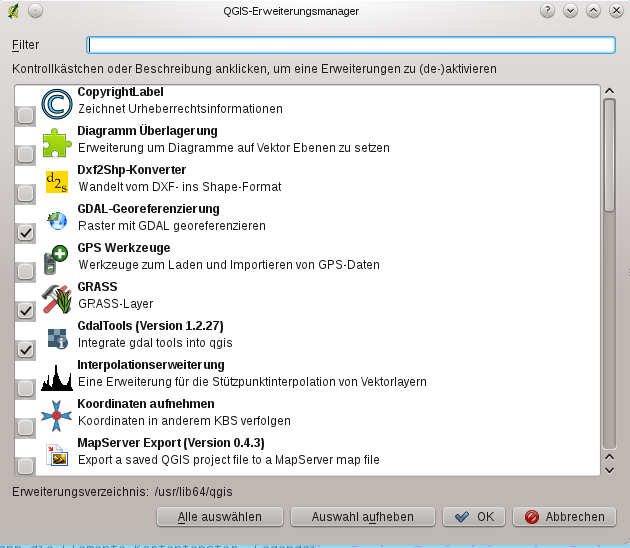 QGIS-Erweiterungsmanager
Filter
Kontrollkästchen oder Beschreibung anklicken, um eine Erweiterungen zu (de-)aktivieren
CopyrightLabel
Zeichnet Urheberrechtsinformationen
Diagramm Überlagerung
Erweiterung um Diagramme auf Vektor Ebenen zu setzen
Dxf2Shp-Konverter
Wandelt vom DXF- ins Shape-Format
GDAL-Georeferenzierung
Raster mit GDAL georeferenzieren
GPS Werkzeuge
Werkzeuge zum Laden und Importieren von GPS-Daten
GRASS
GRASS-Layer
GdalTools (Version 1.2.27)
Integrate gdal tools into qgis
Interpolationserweiterung
Eine Erweiterung für die Stützpunktinterpolation von Vektorlayern
Koordinaten aufnehmen
Koordinaten in anderem KBS verfolgen
MapServer Export (Version 0.4.3)
Export a saved QGIS project file to a MapServer map file
Erweiterungsverzeichnis: /usr/lib64/qgis
Alle auswählen
Auswahl aufheben
OK
Abbrechen